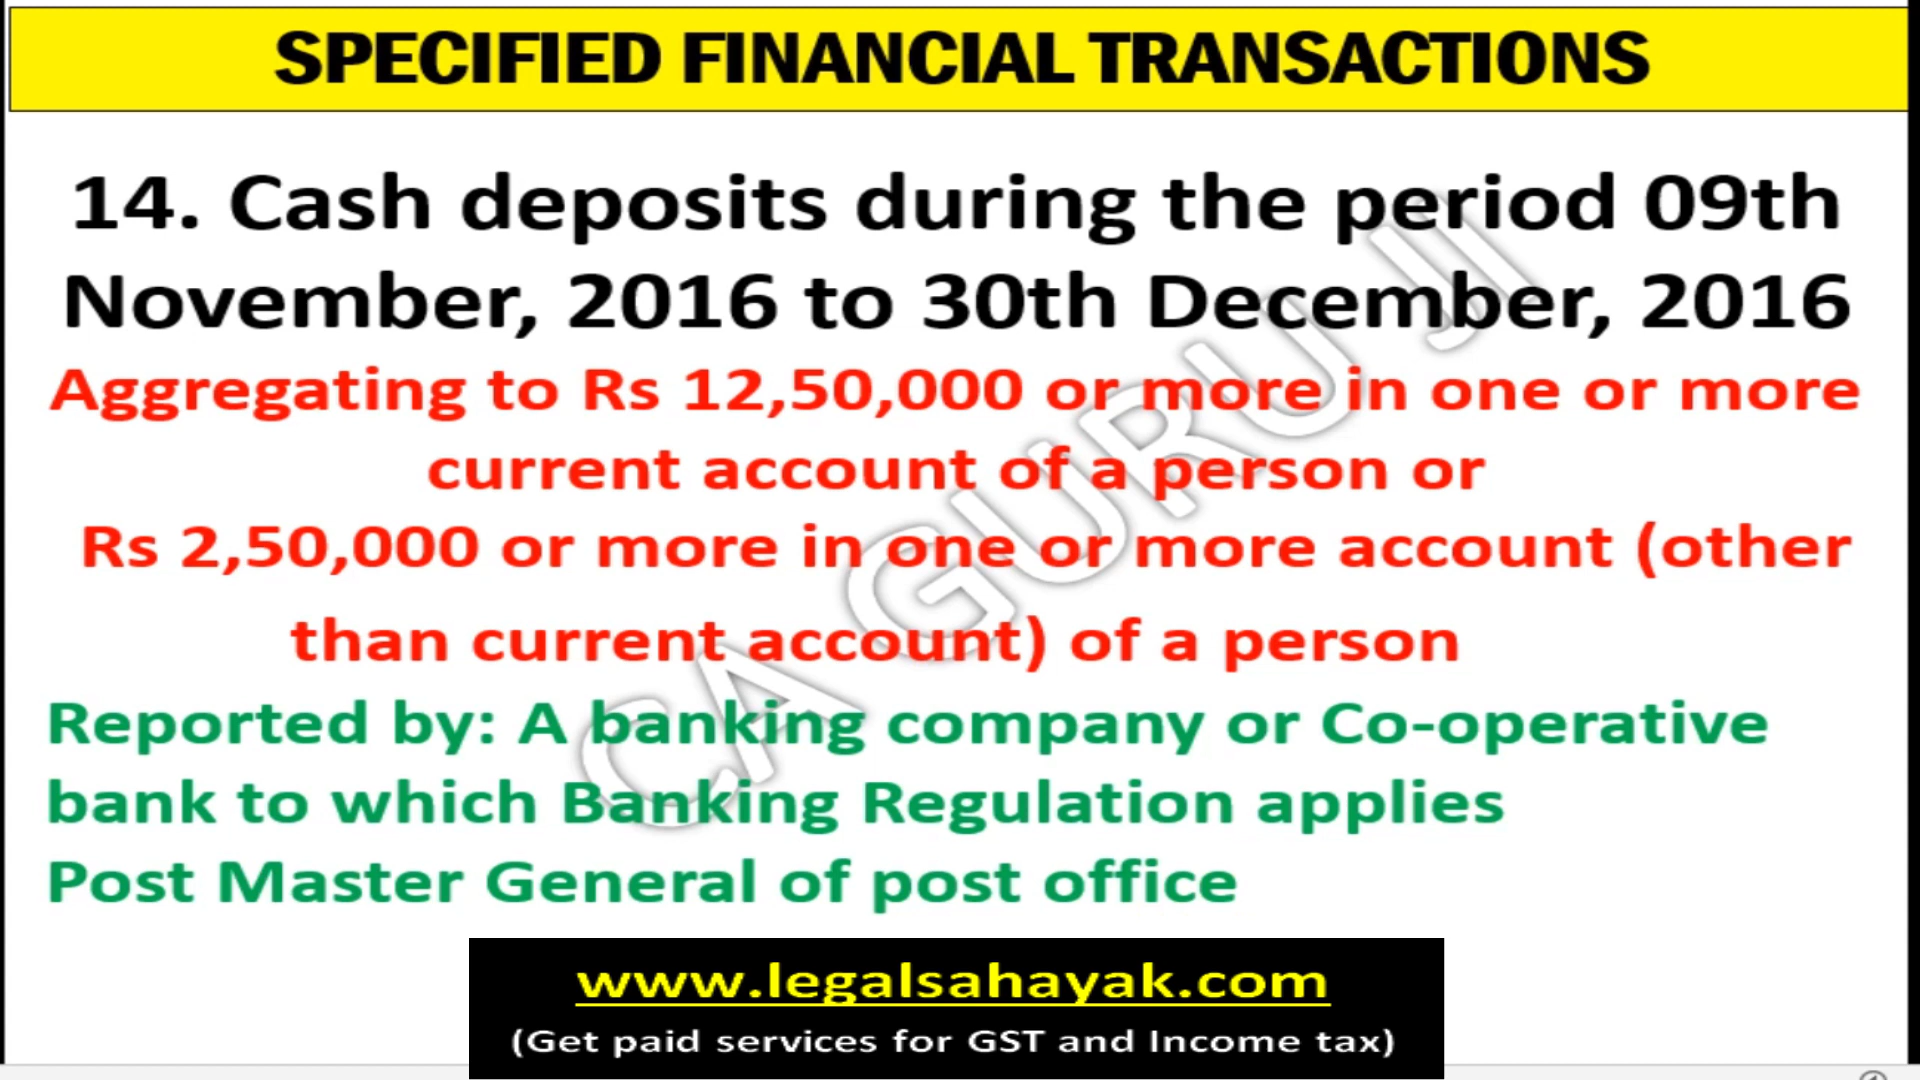 SPECIFIED FINANCIAL TRANSACTIONS
14. Cash deposits during the period 09th
November, 2016 to 30th December, 2016
Aggregating to Rs 12,50,000 or more in one or more
current account of a person or
Rs 2,50,000 or more in one or more account (other
than current account) of a person
Reported by: A banking company or Co-operative
bank to which Banking Regulation applies
Post Master General of post office
CA GURU JI
www.legalsahayak.com
(Get paid services for GST and Income tax)